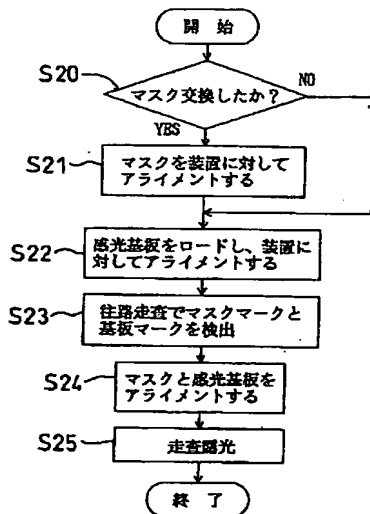 開始
S20
マスク交換したか？
NO
YES
S21
マスクを装置に対して
アライメントする
S22
感光基板をロードし、装置に
対してアライメントする
S23
往路走査でマスクマークと
基板マークを検出
S24
マスクと感光基板を
アライメントする
S25
走査露光
終了